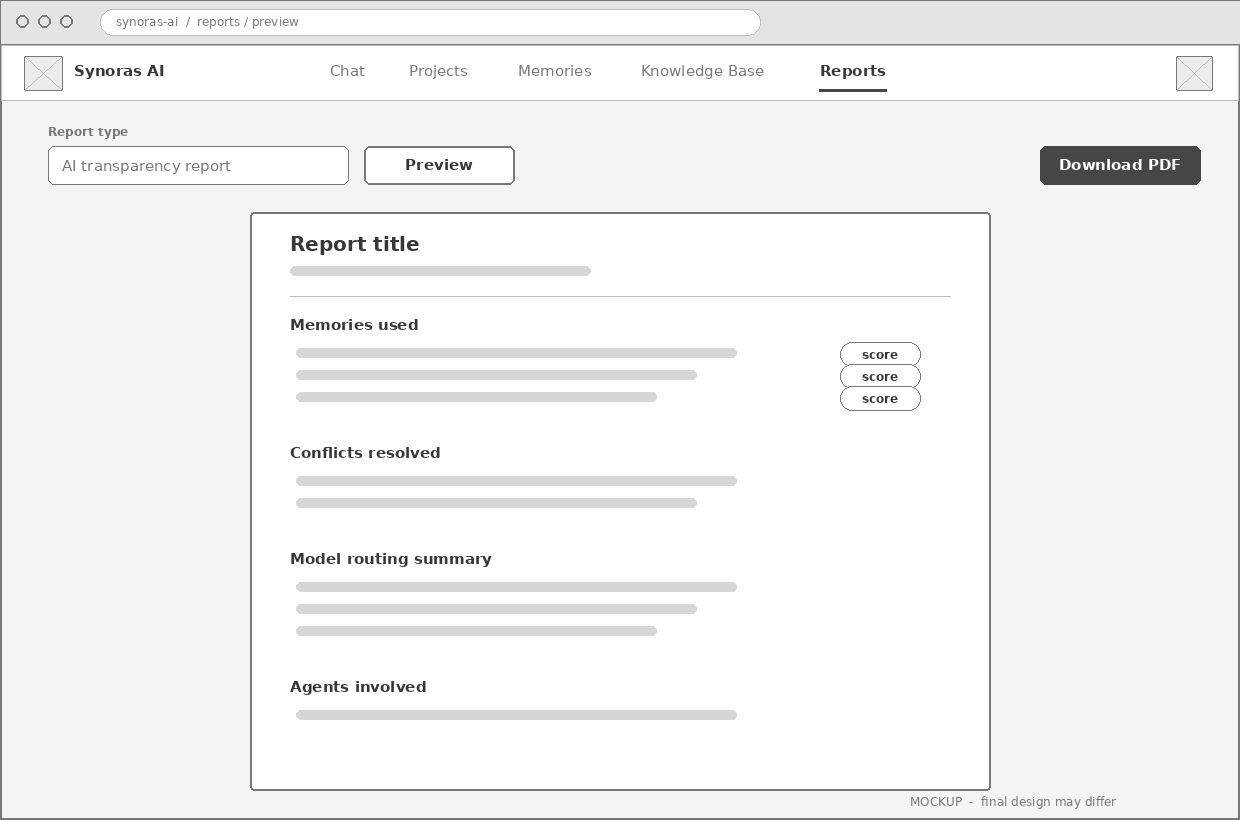 synoras-ai / reports / preview
Synoras AI
Chat
Projects
Memories
Knowledge Base
Reports
Report type
AI transparency report
Preview
Download PDF
Report title
Memories used
score
score
score
Conflicts resolved
Model routing summary
Agents involved
MOCKUP - final design may differ